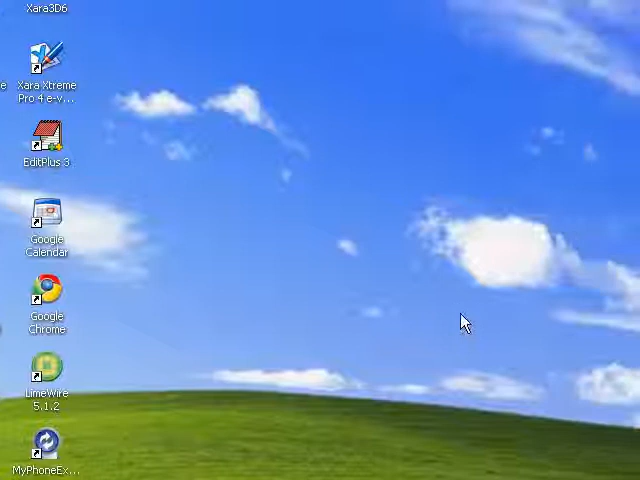 Xara3D6
e
Xara Xtreme
Pro 4 e-v...
EditPlus 3
Google
Calendar
Google
Chrome
LimeWire
5.1.2
MyPhoneEx...